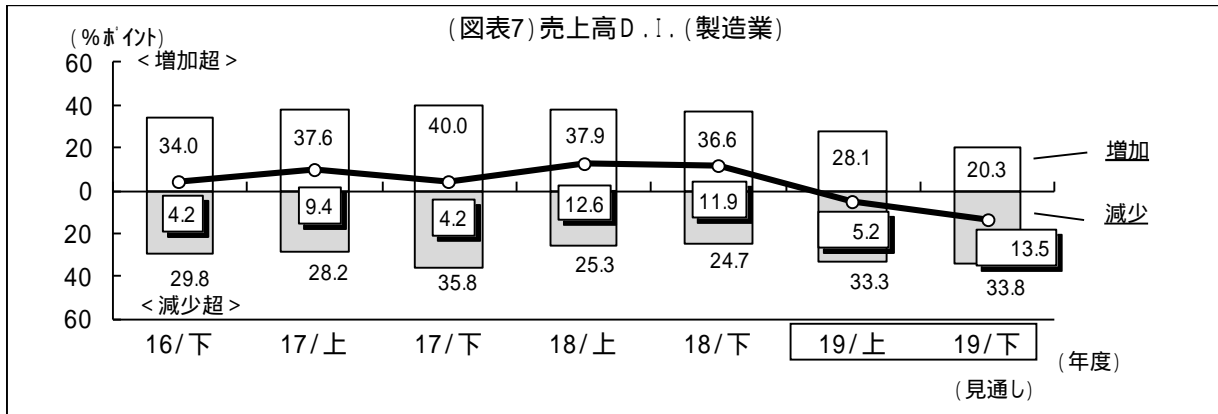 (図表7)売上高D.I.(製造業)
(%ポイント)
<増加超>
60
40
20
0
20
40
60
34.0 37.6 40.0 37.9 36.6 28.1 20.3
増加
減少
4.2 9.4 4.2 12.6 11.9 5.2 13.5
29.8 28.2 35.8 25.3 24.7 33.3 33.8
<減少超>
16/下 17/上 17/下 18/上 18/下 19/上 19/下
(年度)
(見通し)